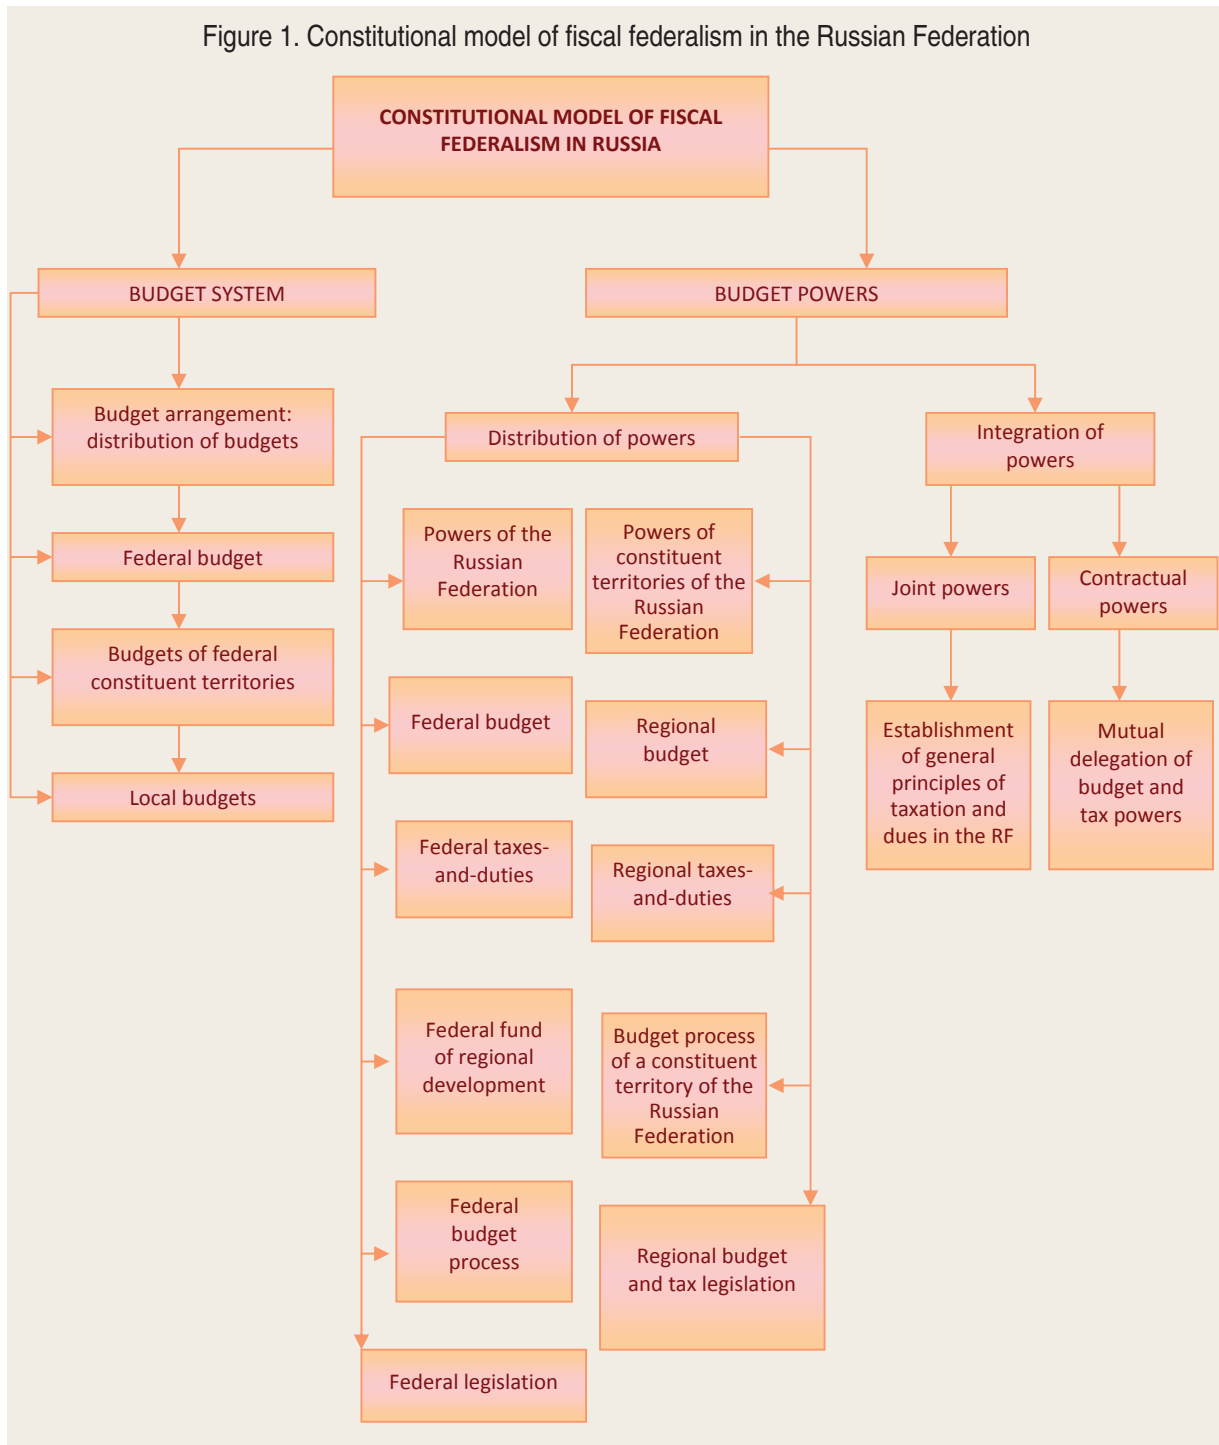 Figure 1. Constitutional model of fiscal federalism in the Russian Federation
CONSTITUTIONAL MODEL OF FISCAL
FEDERALISM IN RUSSIA
BUDGET SYSTEM
Budget arrangement:
distribution of budgets
Federal budget
Budgets of federal
constituent territories
Local budgets
BUDGET POWERS
Distribution of powers
Powers of the
Russian
Federation
Federal budget
Federal taxes-
and-duties
Federal fund
of regional
development
Federal
budget
process
Federal legislation
Powers of
constituent
territories of the
Russian
Federation
Regional
budget
Regional taxes-
and-duties
Budget process
of a constituent
territory of the
Russian
Federation
Regional budget
and tax legislation
Integration of
powers
Joint powers
Establishment
of general
principles of
taxation and
dues in the RF
Contractual
powers
Mutual
delegation of
budget and
tax powers